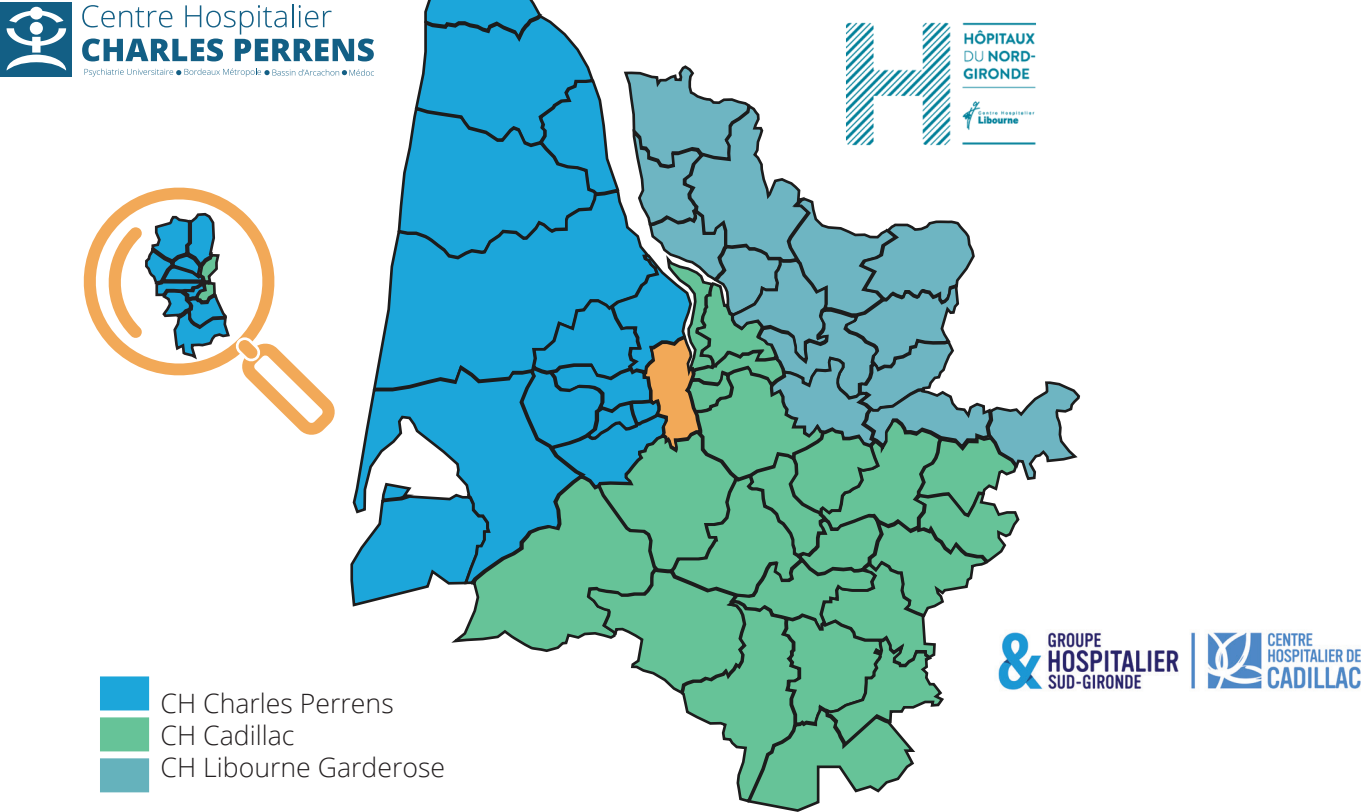 Centre Hospitalier
CHARLES PERRENS
Psychiatrie Universitaire ● Bordeaux Métropole ● Bassin d'Arcachon ● Médoc
HÔPITAUX
DU NORD-
GIRONDE
Centre Hospitalier
Libourne
GROUPE
& HOSPITALIER
SUD-GIRONDE
CENTRE
HOSPITALIER DE
CADILLAC
CH Charles Perrens
CH Cadillac
CH Libourne Garderose